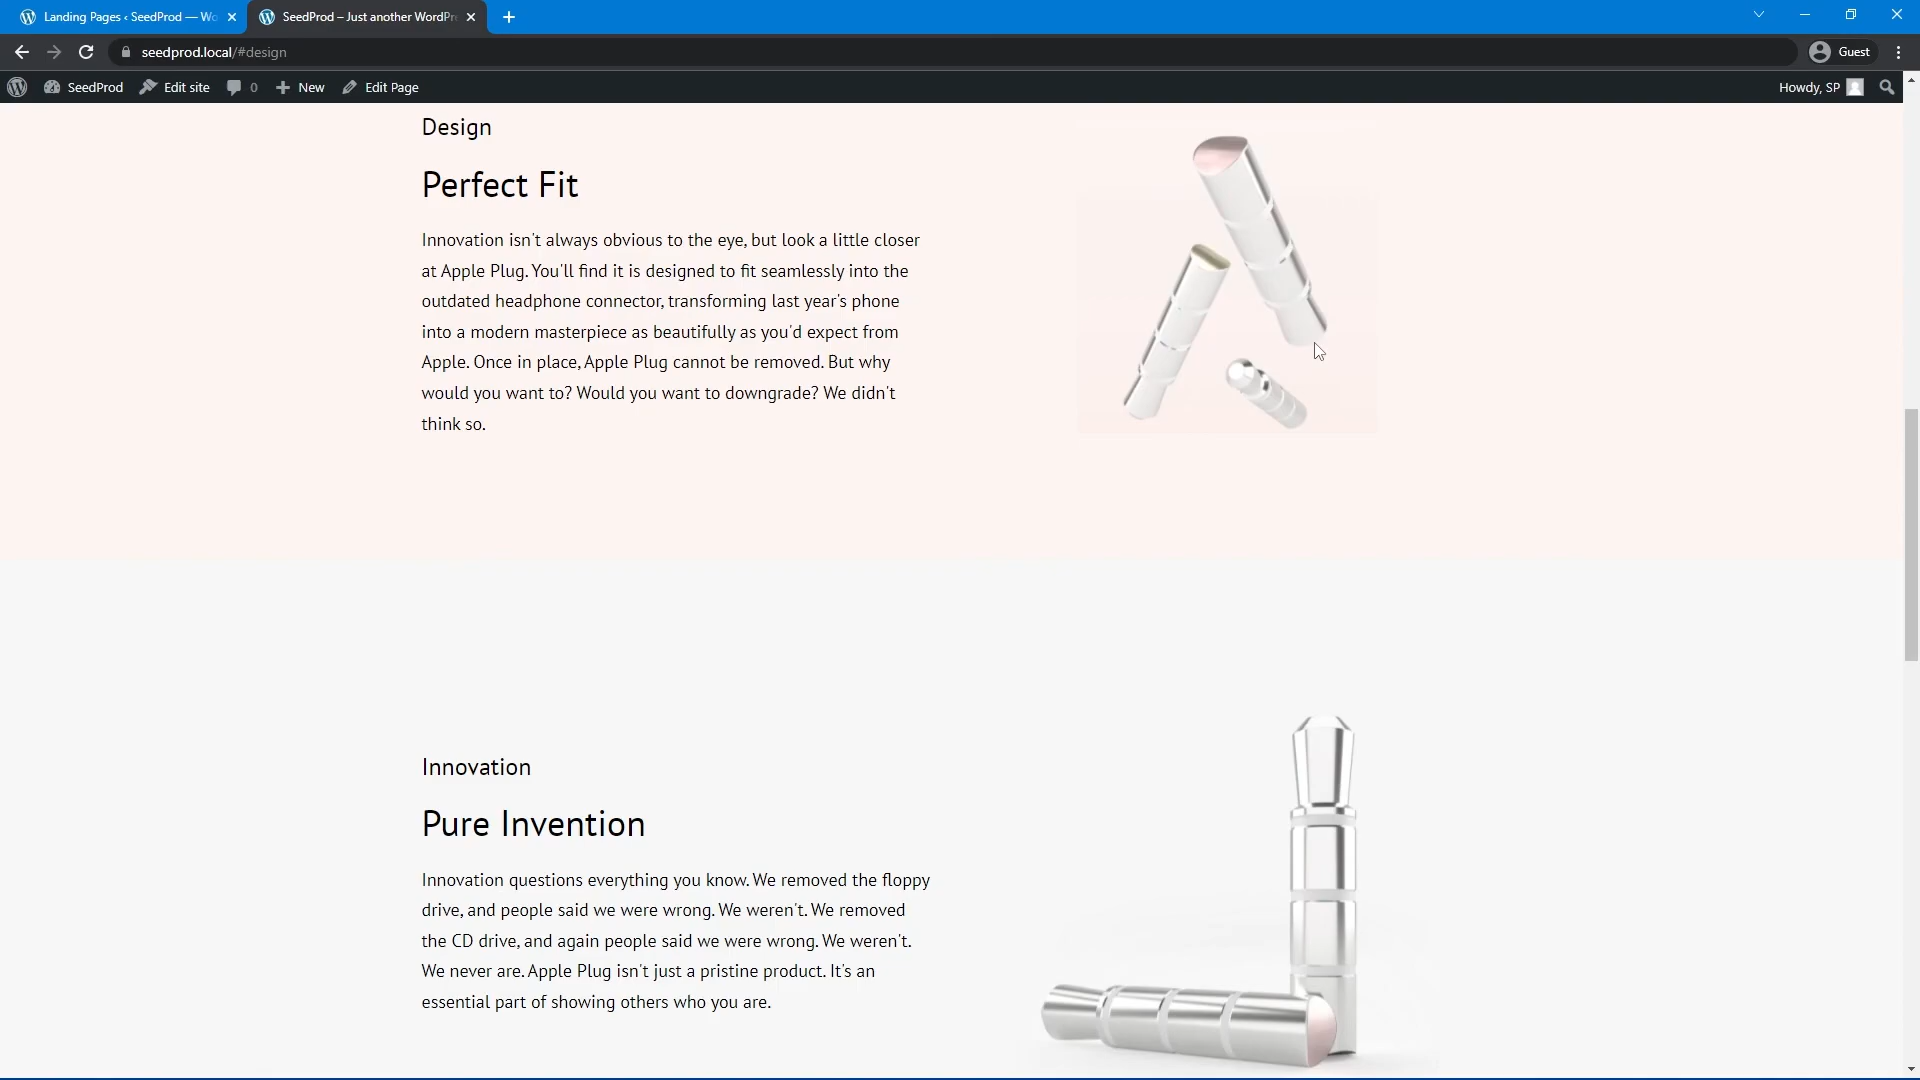 Landing Pages ‹ SeedProd — Wo
SeedProd – Just another WordPre
seedprod.local/#design
Guest
SeedProd
Edit site
0
New
Edit Page
Howdy, SP
Design
Perfect Fit
Innovation isn't always obvious to the eye, but look a little closer
at Apple Plug. You'll find it is designed to fit seamlessly into the
outdated headphone connector, transforming last year's phone
into a modern masterpiece as beautifully as you'd expect from
Apple. Once in place, Apple Plug cannot be removed. But why
would you want to? Would you want to downgrade? We didn't
think so.
Innovation
Pure Invention
Innovation questions everything you know. We removed the floppy
drive, and people said we were wrong. We weren't. We removed
the CD drive, and again people said we were wrong. We weren't.
We never are. Apple Plug isn't just a pristine product. It's an
essential part of showing others who you are.